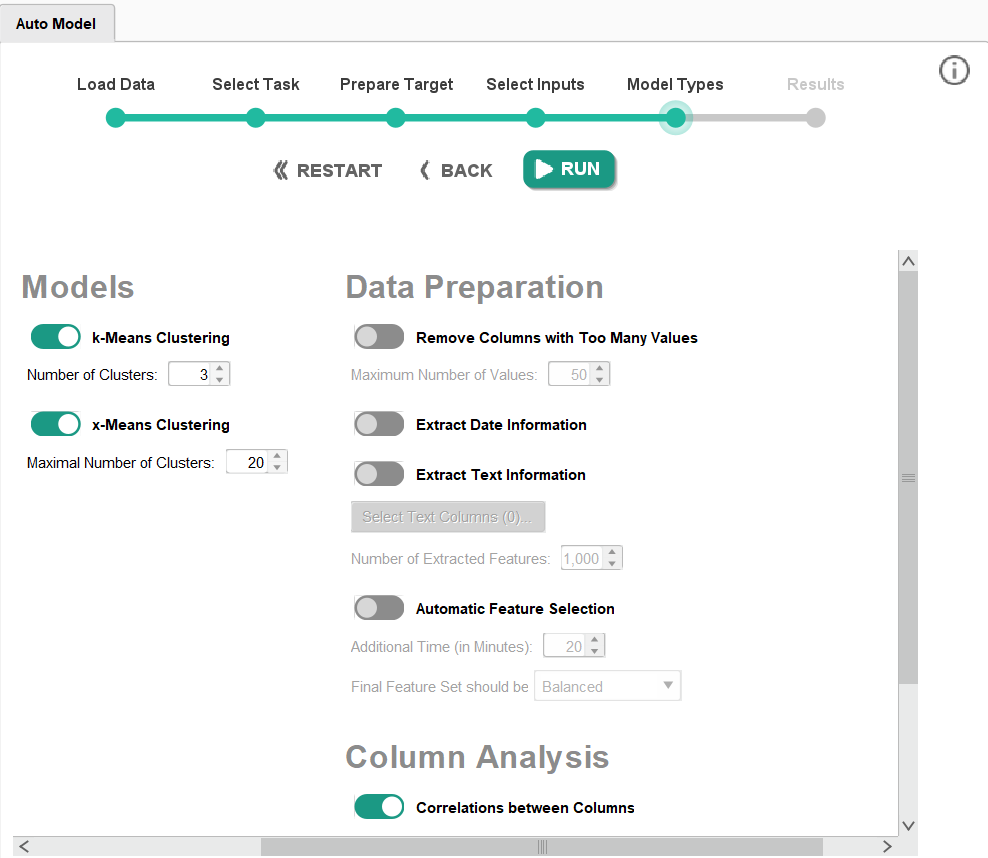 Auto Model
Load Data
Select Task
Prepare Target
Select Inputs
Model Types
Results
RESTART
BACK
RUN
Models
k-Means Clustering
Number of Clusters: 3
x-Means Clustering
Maximal Number of Clusters: 20
Data Preparation
Remove Columns with Too Many Values
Maximum Number of Values: 50
Extract Date Information
Extract Text Information
Select Text Columns (0)...
Number of Extracted Features: 1,000
Automatic Feature Selection
Additional Time (in Minutes): 20
Final Feature Set should be Balanced
Column Analysis
Correlations between Columns